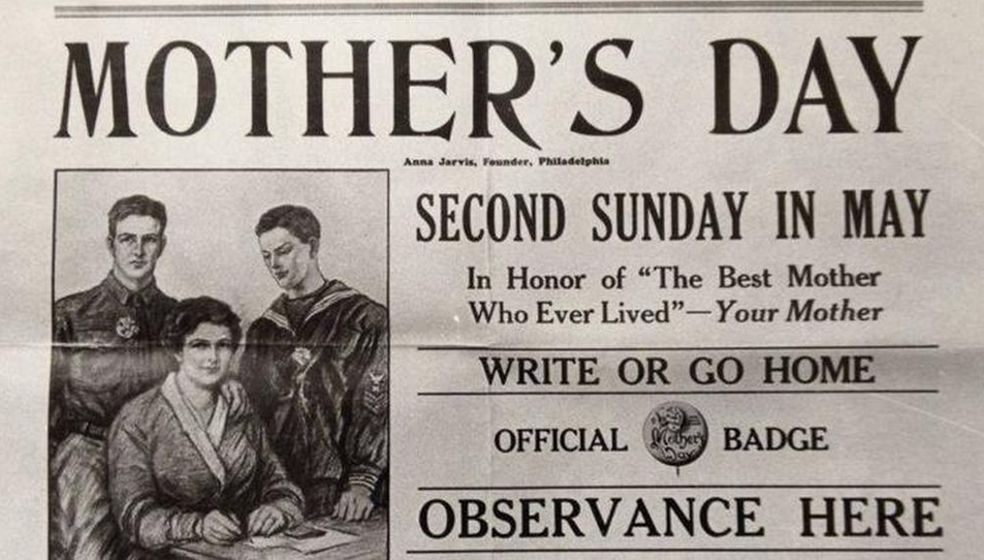 MOTHER'S DAY
Anna Jarvis, Founder, Philadelphia
SECOND SUNDAY IN MAY
In Honor of “The Best Mother
Who Ever Lived”—Your Mother
WRITE OR GO HOME
OFFICIAL Mother's Day BADGE
OBSERVANCE HERE